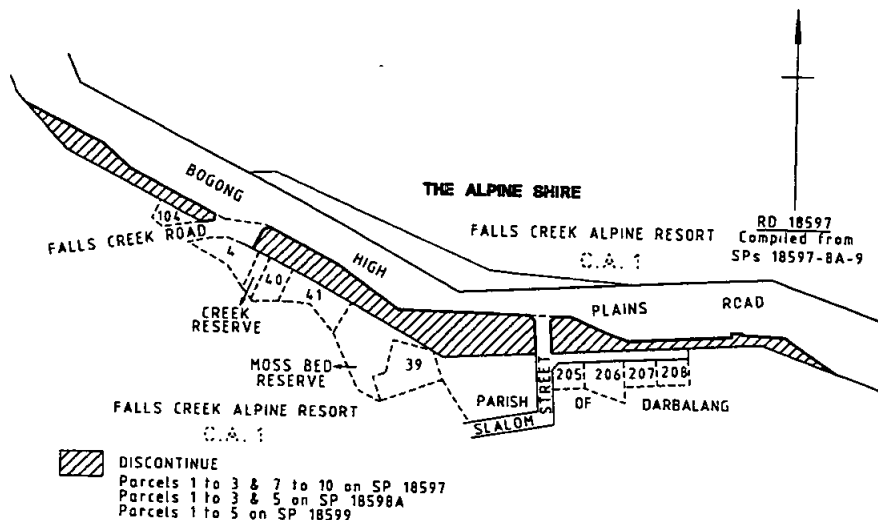 BOGONG
HIGH
PLAINS ROAD
THE ALPINE SHIRE
FALLS CREEK ALPINE RESORT
C.A. 1
RD 18597
Compiled from
SPs 18597-8A-9
104
FALLS CREEK ROAD
4
40
41
CREEK
RESERVE
MOSS BED
RESERVE
39
FALLS CREEK ALPINE RESORT
C.A. 1
PARISH
OF
DARBALANG
SLALOM
STREET
205
206
207
208
DISCONTINUE
Parcels 1 to 3 & 7 to 10 on SP 18597
Parcels 1 to 3 & 5 on SP 18598A
Parcels 1 to 5 on SP 18599